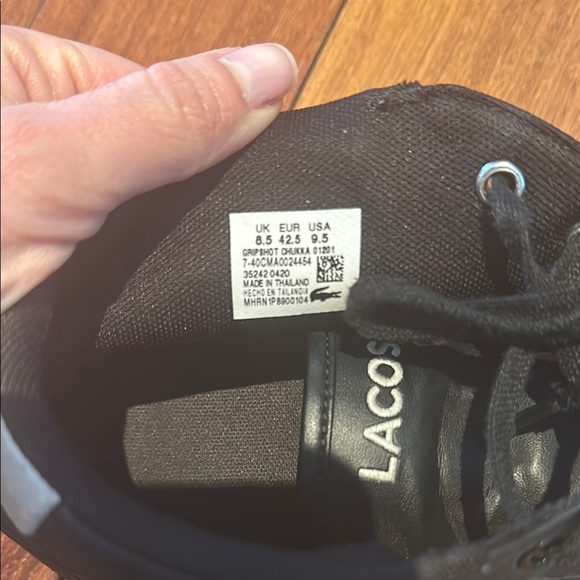 UK EUR USA
8.5 42.5 9.5
GRIPSHOT CHUKKA 01201
7-40CMA0024454
35242 0420
MADE IN THAILAND
HECHO EN TAILANDIA
MHRN1P8900104
LACOS